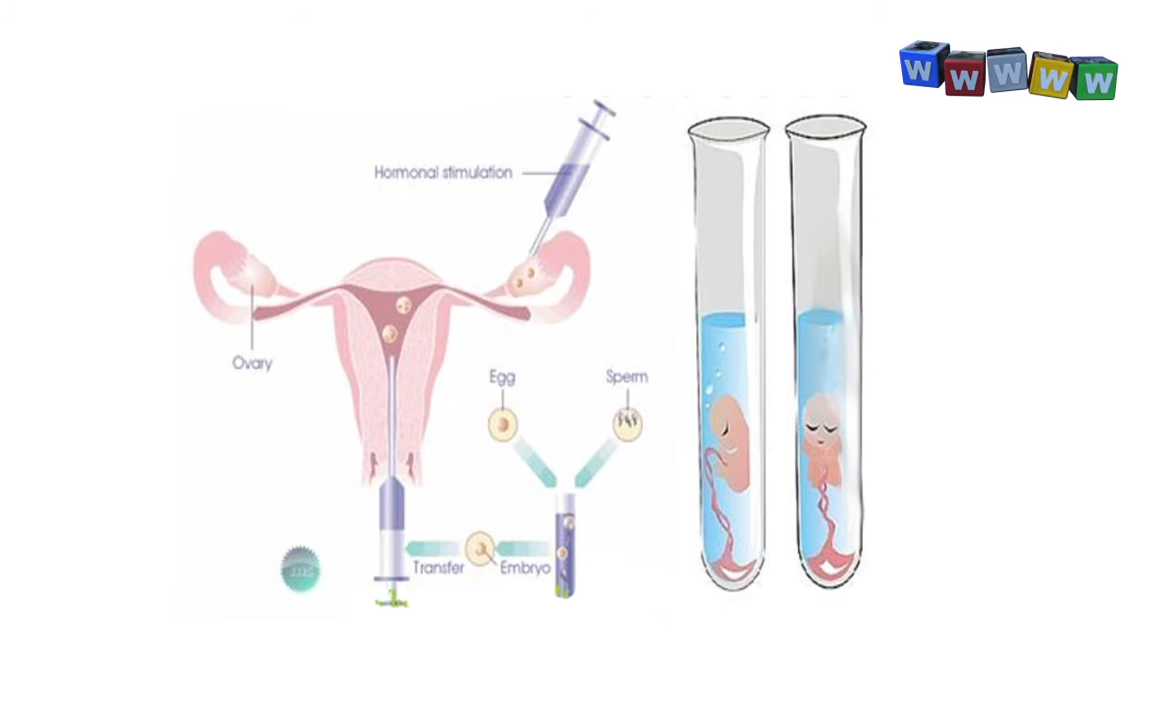 W W W W W
Hormonal stimulation
Ovary
Egg
Sperm
Transfer
Embryo